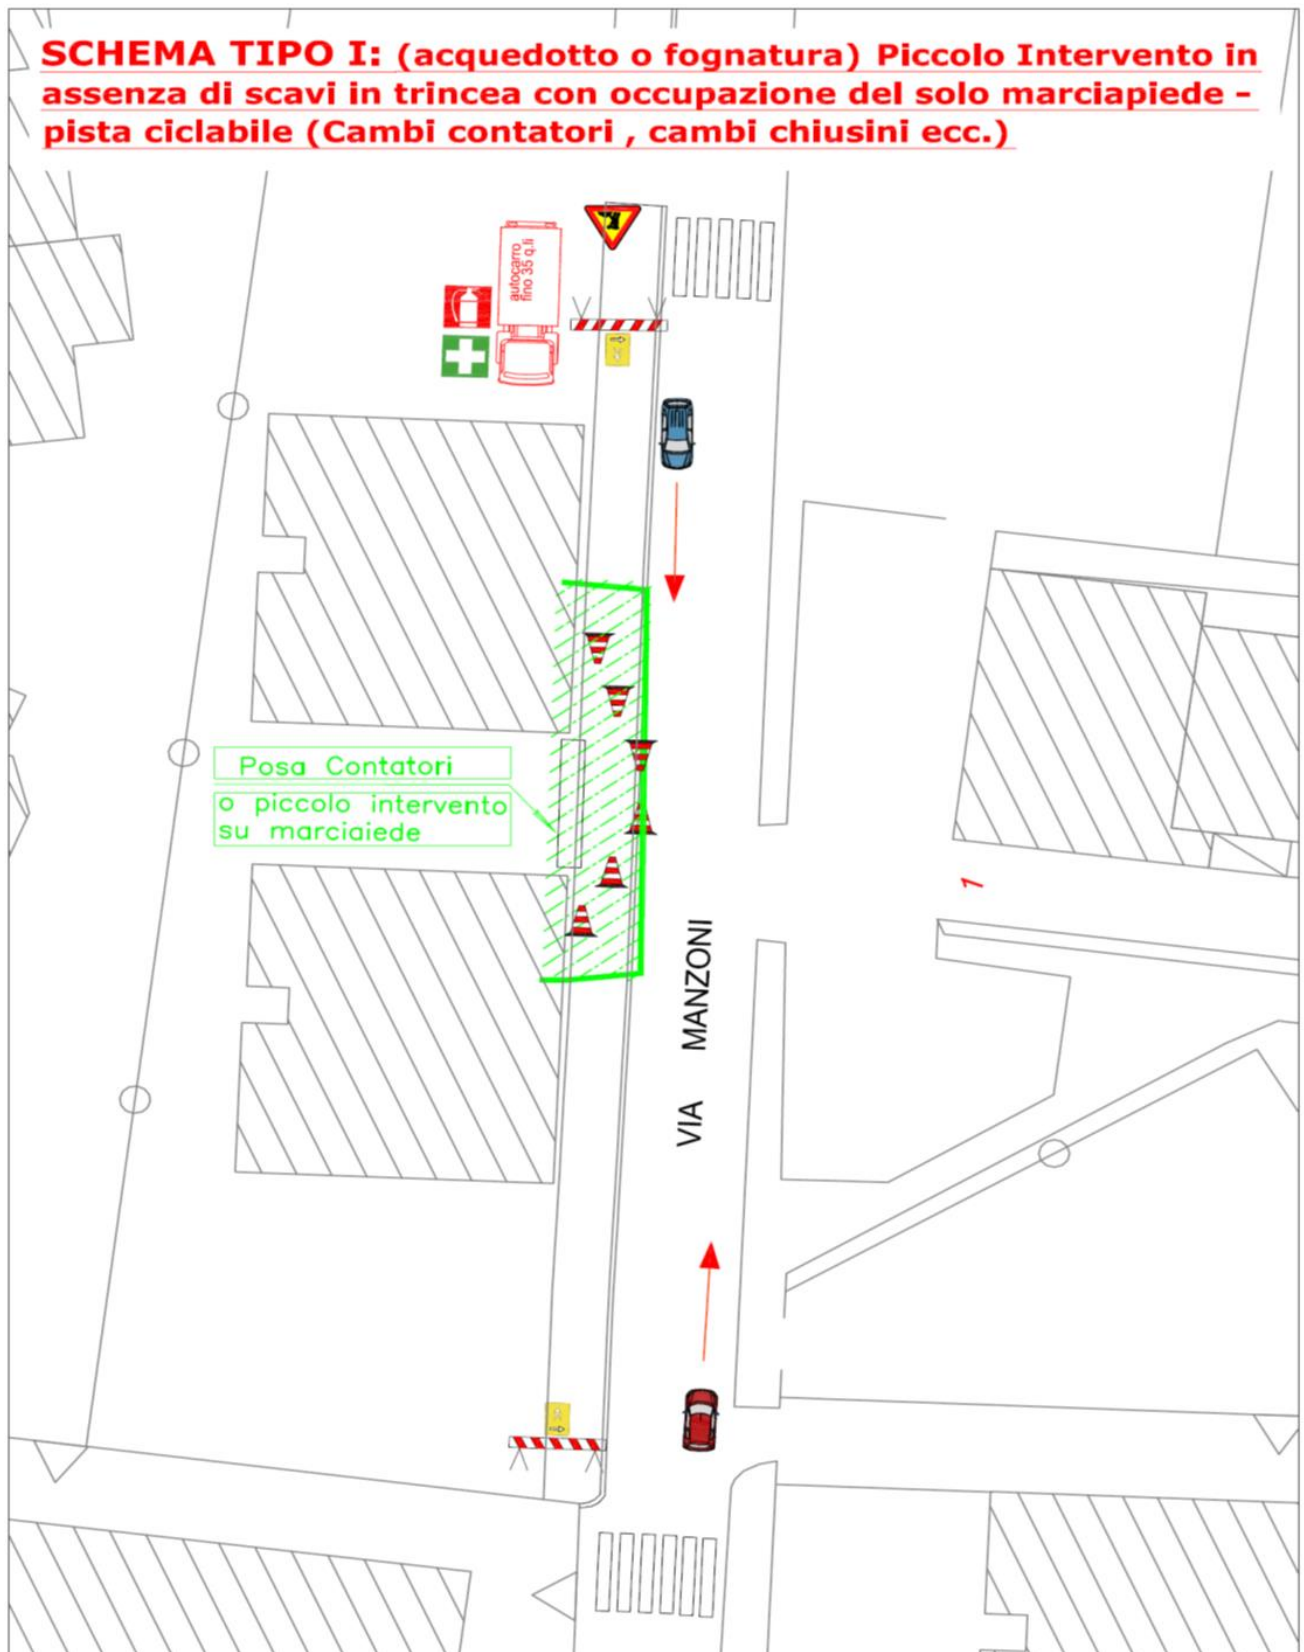 SCHEMA TIPO I: (acquedotto o fognatura) Piccolo Intervento in
assenza di scavi in trincea con occupazione del solo marciapiede -
pista ciclabile (Cambi contatori , cambi chiusini ecc.)
autocarro
fino 35 q.li
Posa Contatori
o piccolo intervento
su marciaiede
1
VIA MANZONI